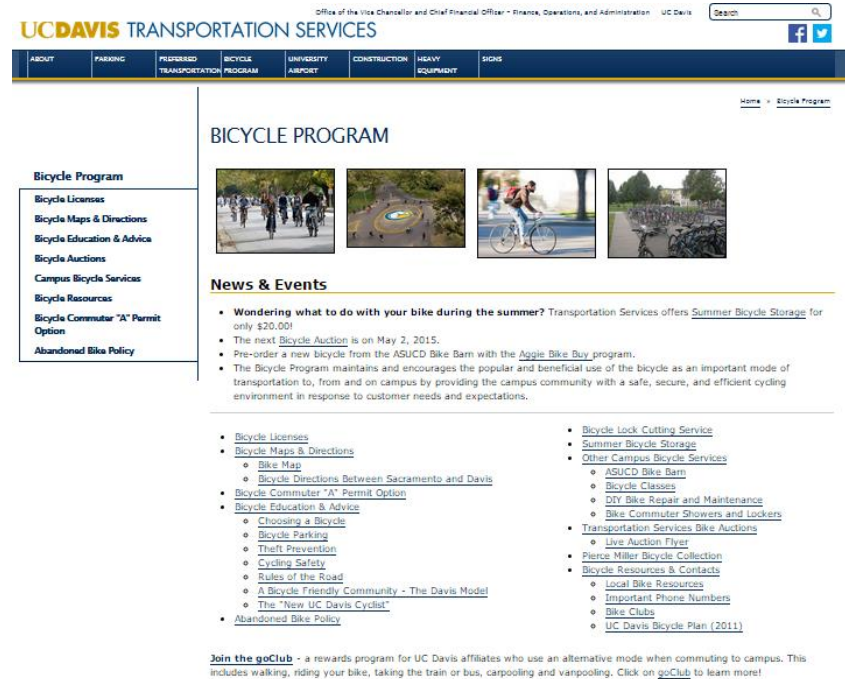 Office of the Vice Chancellor and Chief Financial Officer - Finance, Operations, and Administration UC Davis Search
UCDAVIS TRANSPORTATION SERVICES
ABOUT PARKING PREFERRED TRANSPORTATION BICYCLE PROGRAM UNIVERSITY AIRPORT CONSTRUCTION HEAVY EQUIPMENT SIGNS
Home » Bicycle Program
BICYCLE PROGRAM
Bicycle Program
Bicycle Licenses
Bicycle Maps & Directions
Bicycle Education & Advice
Bicycle Auctions
Campus Bicycle Services
Bicycle Resources
Bicycle Commuter "A" Permit
Option
Abandoned Bike Policy
News & Events
• Wondering what to do with your bike during the summer? Transportation Services offers Summer Bicycle Storage for
only $20.00!
• The next Bicycle Auction is on May 2, 2015.
• Pre-order a new bicycle from the ASUCD Bike Barn with the Aggie Bike Buy program.
• The Bicycle Program maintains and encourages the popular and beneficial use of the bicycle as an important mode of
transportation to, from and on campus by providing the campus community with a safe, secure, and efficient cycling
environment in response to customer needs and expectations.
• Bicycle Licenses
• Bicycle Maps & Directions
Bike Map
Bicycle Directions Between Sacramento and Davis
• Bicycle Commuter "A" Permit Option
• Bicycle Education & Advice
Choosing a Bicycle
Bicycle Parking
Theft Prevention
Cycling Safety
Rules of the Road
A Bicycle Friendly Community - The Davis Model
The "New UC Davis Cyclist"
• Abandoned Bike Policy
• Bicycle Lock Cutting Service
• Summer Bicycle Storage
• Other Campus Bicycle Services
ASUCD Bike Barn
Bicycle Classes
DIY Bike Repair and Maintenance
Bike Commuter Showers and Lockers
• Transportation Services Bike Auctions
Live Auction Flyer
• Pierce Miller Bicycle Collection
• Bicycle Resources & Contacts
Local Bike Resources
Important Phone Numbers
Bike Clubs
UC Davis Bicycle Plan (2011)
Join the goClub - a rewards program for UC Davis affiliates who use an alternative mode when commuting to campus. This
includes walking, riding your bike, taking the train or bus, carpooling and vanpooling. Click on goClub to learn more!